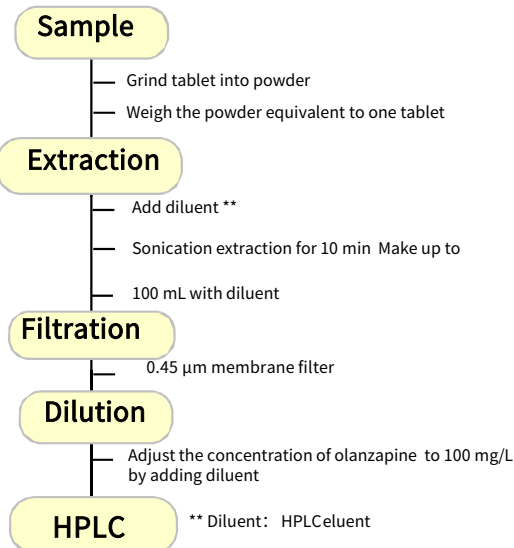 Sample
Grind tablet into powder
Weigh the powder equivalent to one tablet
Extraction
Add diluent **
Sonication extraction for 10 min Make up to
100 mL with diluent
Filtration
0.45 μm membrane filter
Dilution
Adjust the concentration of olanzapine to 100 mg/L
by adding diluent
HPLC
** Diluent： HPLCeluent